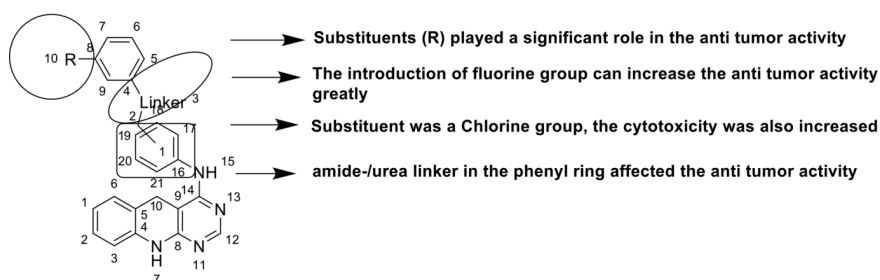 7 6
Substituents (R) played a significant role in the anti tumor activity
10 R 8
5
The introduction of fluorine group can increase the anti tumor activity
greatly
9 4
Linker 3
2 18
Substituent was a Chlorine group, the cytotoxicity was also increased
19 17
1
20
16 NH 15
amide-/urea linker in the phenyl ring affected the anti tumor activity
6 21 14
1 10 9 N 13
5
4
2 8 N 12
3 N 11
H
7